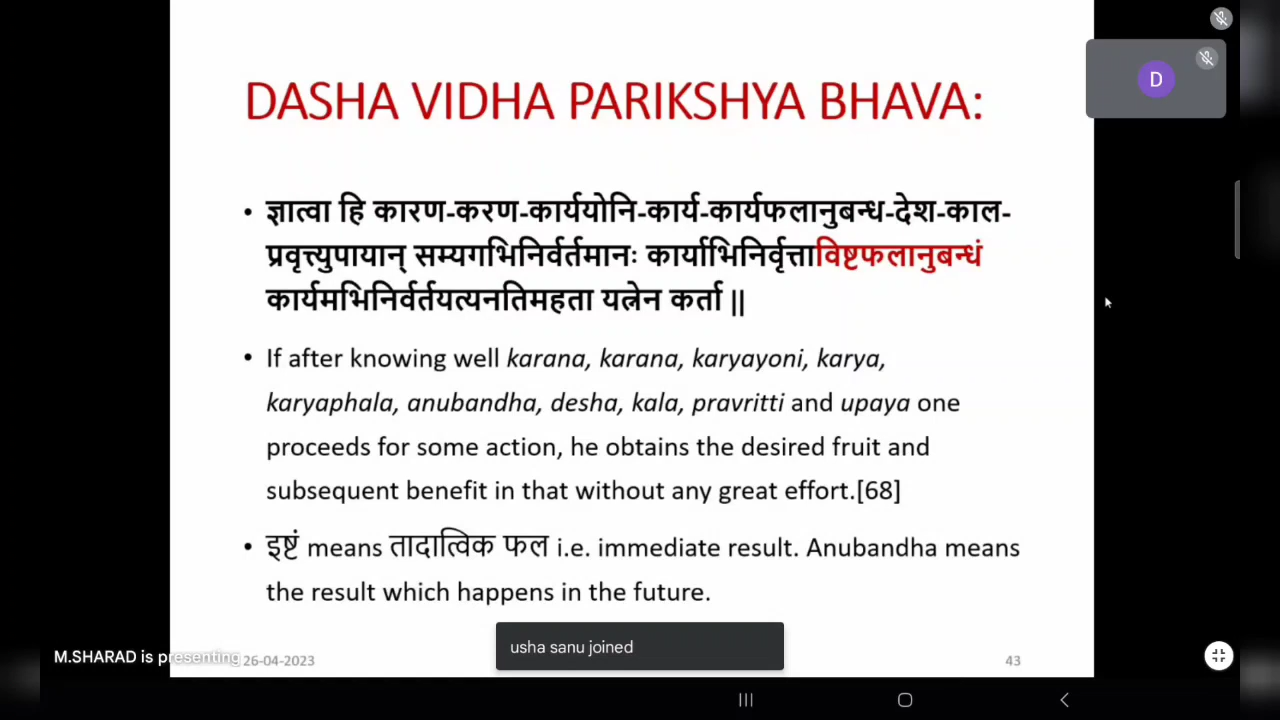 DASHA VIDHA PARIKSHYA BHAVA:
D
• ज्ञात्वा हि कारण-करण-कार्ययोनि-कार्य-कार्यफलानुबन्ध-देश-काल-
प्रवृत्त्युपायान् सम्यगभिनिर्वर्तमानः कार्याभिनिर्वृत्ताविष्टफलानुबन्धं
कार्यमभिनिर्वर्तयत्यनतिमहता यत्नेन कर्ता ||
• If after knowing well karana, karana, karyayoni, karya,
karyaphala, anubandha, desha, kala, pravritti and upaya one
proceeds for some action, he obtains the desired fruit and
subsequent benefit in that without any great effort.[68]
• इष्टं means तादात्विक फल i.e. immediate result. Anubandha means
the result which happens in the future.
usha sanu joined
M.SHARAD is presenting
26-04-2023
43